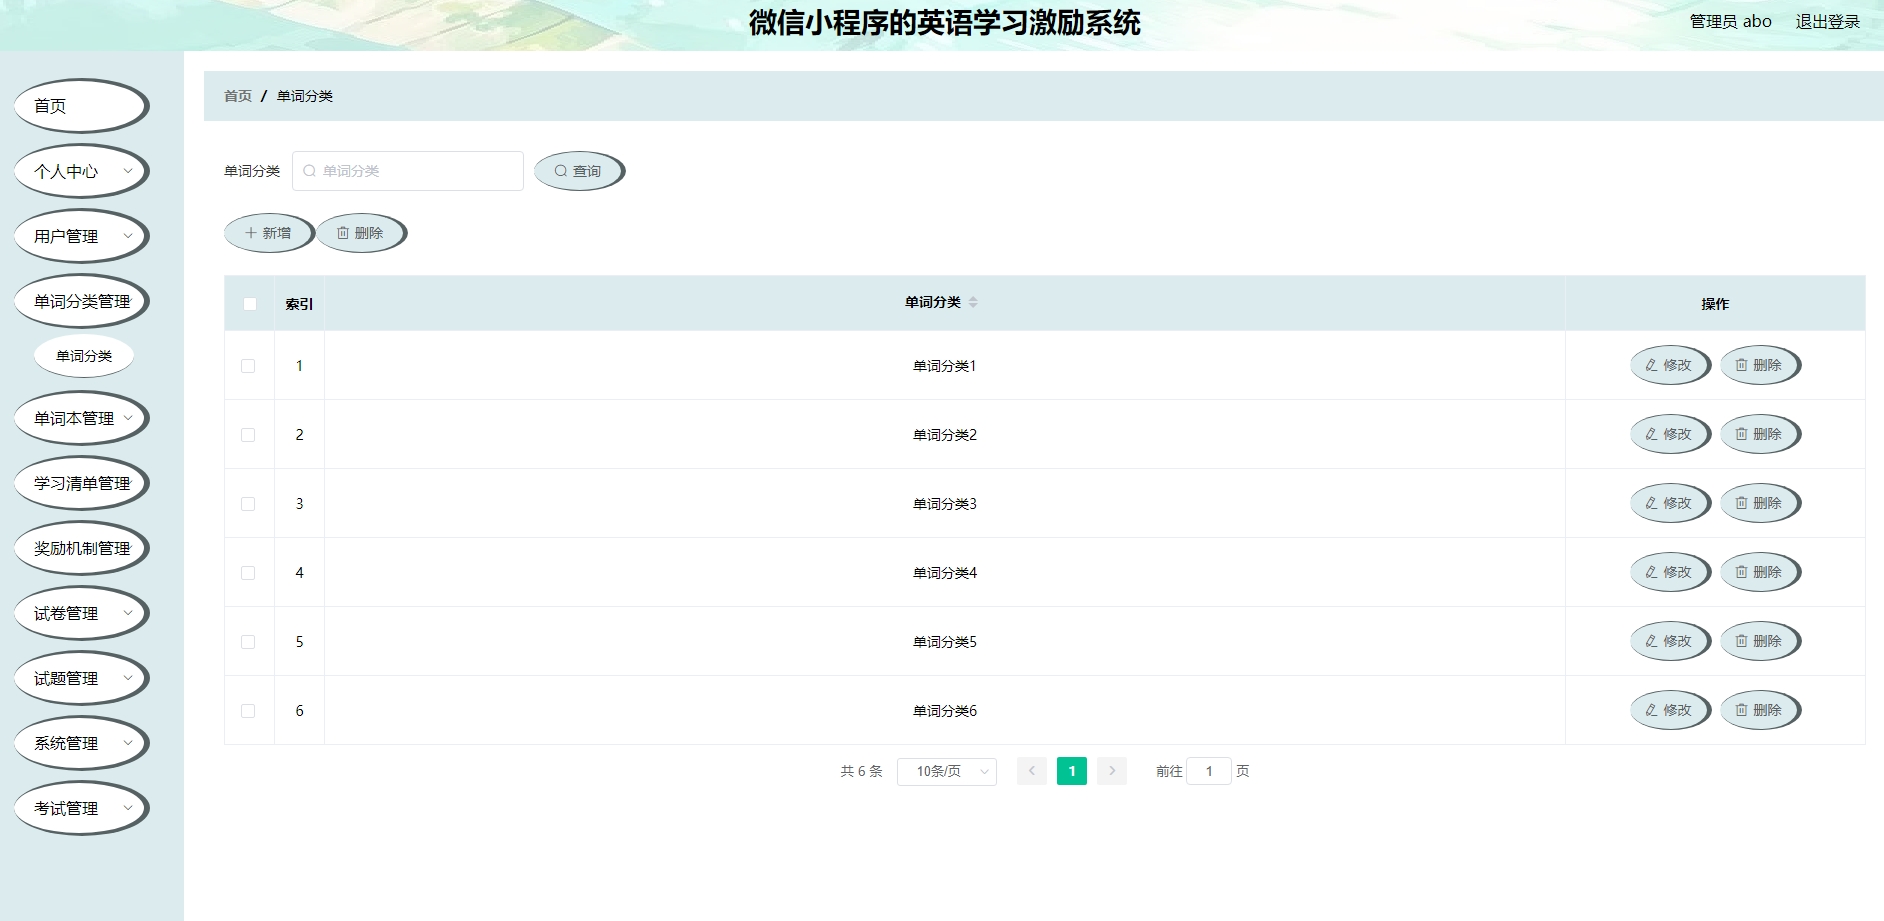 微信小程序的英语学习激励系统
管理员 abo 退出登录
首页
个人中心
用户管理
单词分类管理
单词分类
单词本管理
学习清单管理
奖励机制管理
试卷管理
试题管理
系统管理
考试管理
首页 / 单词分类
单词分类 单词分类 查询
新增 删除
索引 单词分类 操作
1 单词分类1 修改 删除
2 单词分类2 修改 删除
3 单词分类3 修改 删除
4 单词分类4 修改 删除
5 单词分类5 修改 删除
6 单词分类6 修改 删除
共 6 条 10条/页 1 前往 1 页